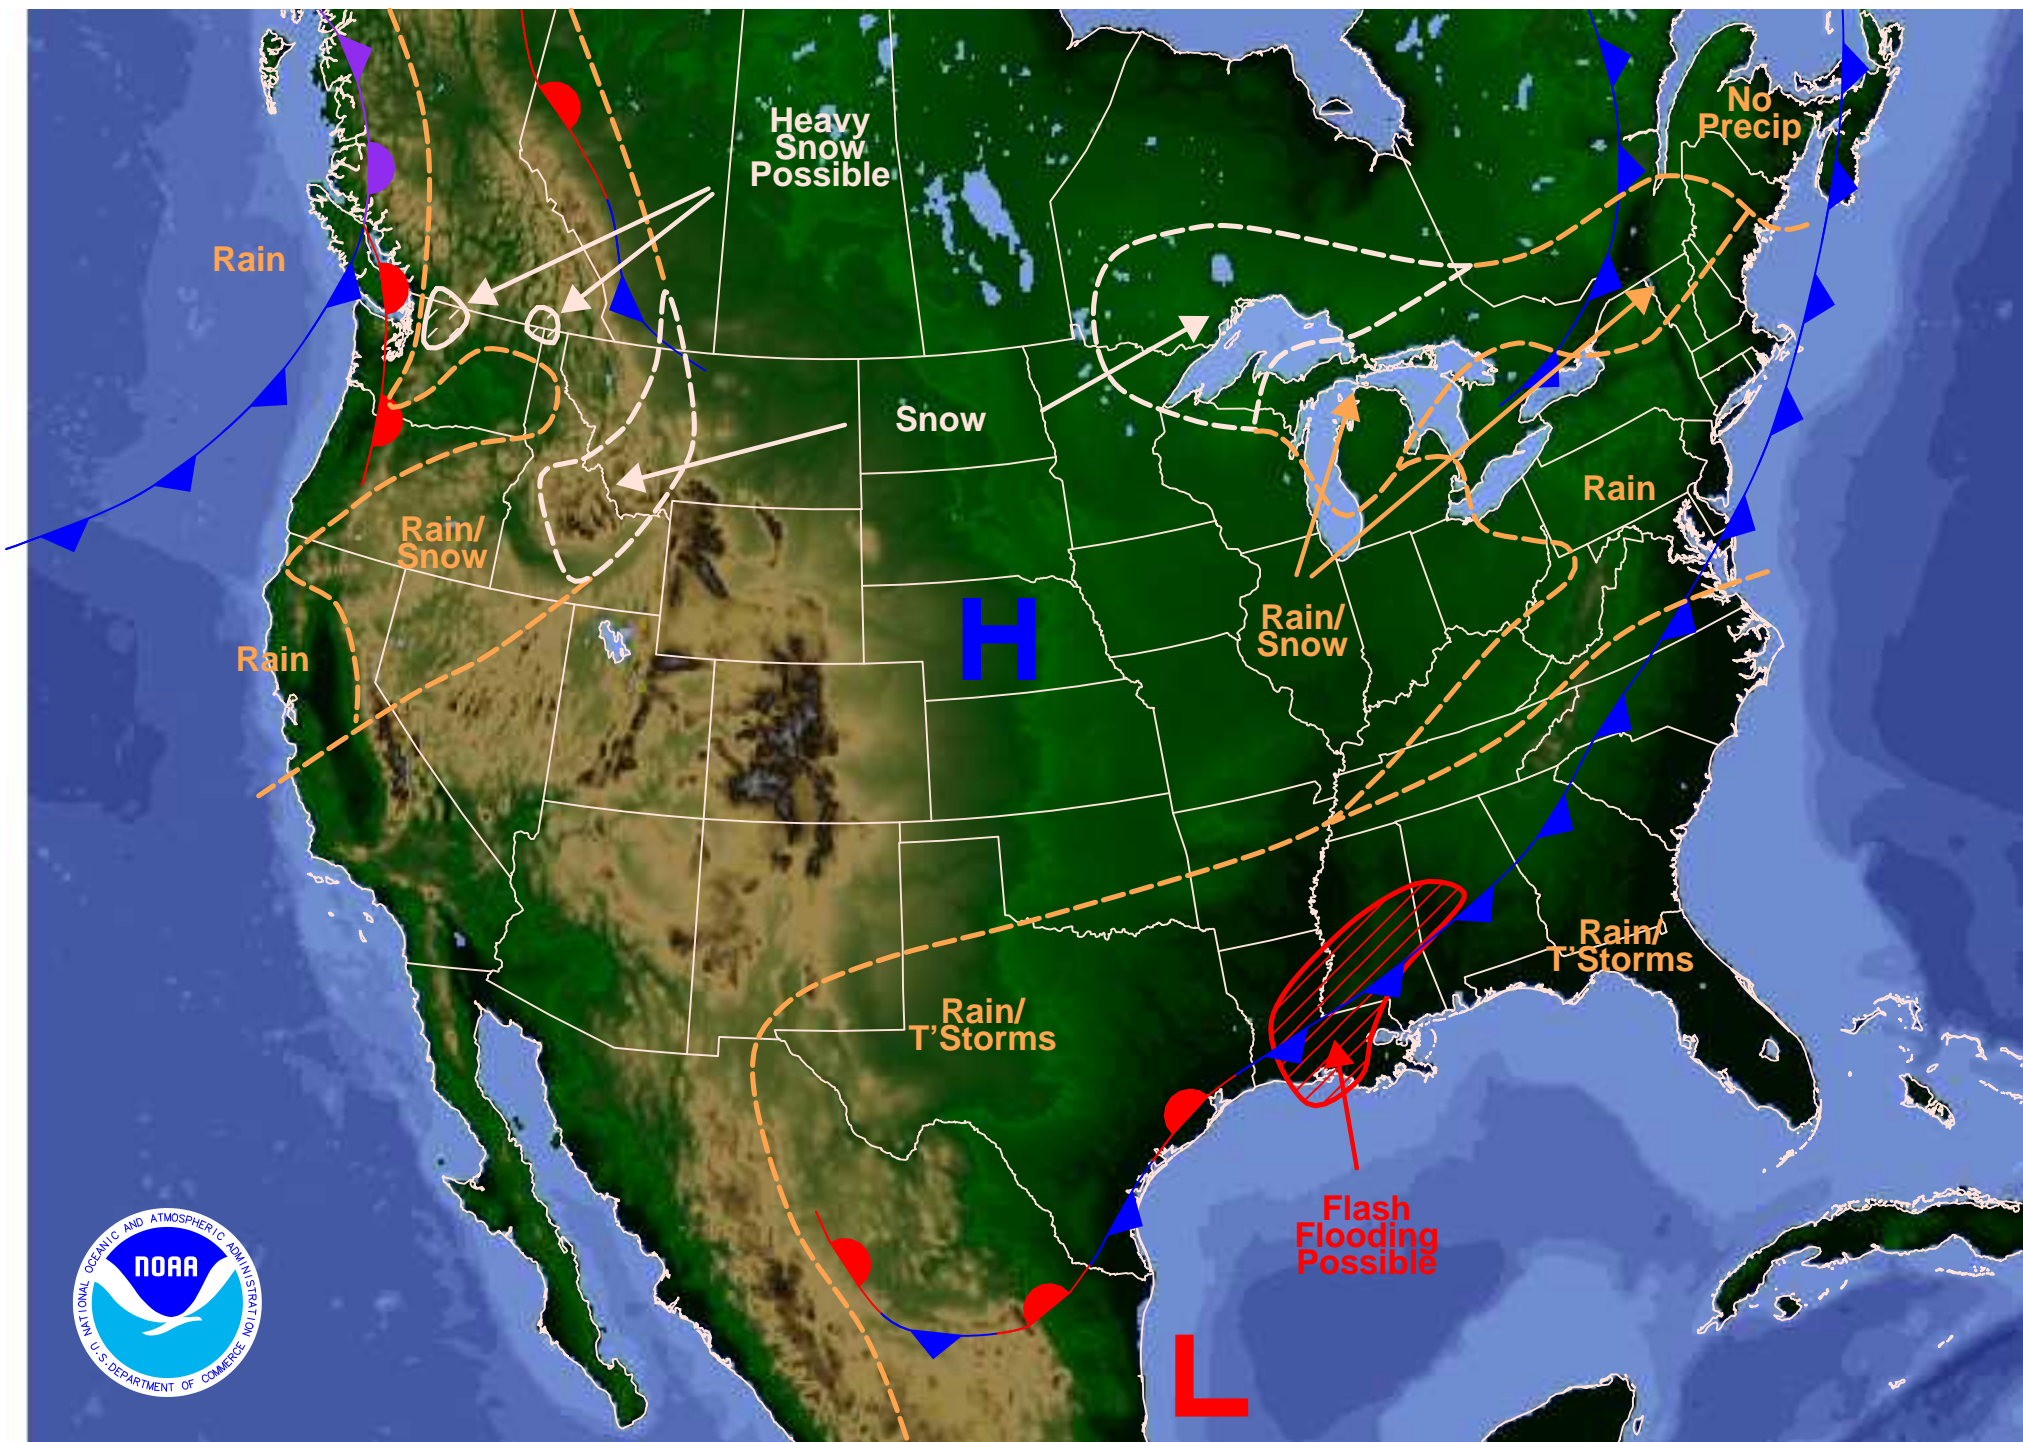 No
Precip
Heavy
Snow
Possible
Rain
Snow
Rain
Rain/
Snow
Rain/
Snow
Rain
Rain/
T'Storms
Rain/
T'Storms
H
Flash
Flooding
Possible
L
NATIONAL OCEANIC AND ATMOSPHERIC ADMINISTRATION
NOAA
U.S. DEPARTMENT OF COMMERCE